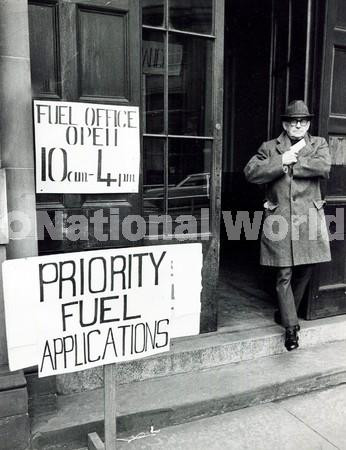 FUEL OFFICE
OPEN
10am-4pm
National World
PRIORITY
FUEL
APPLICATIONS